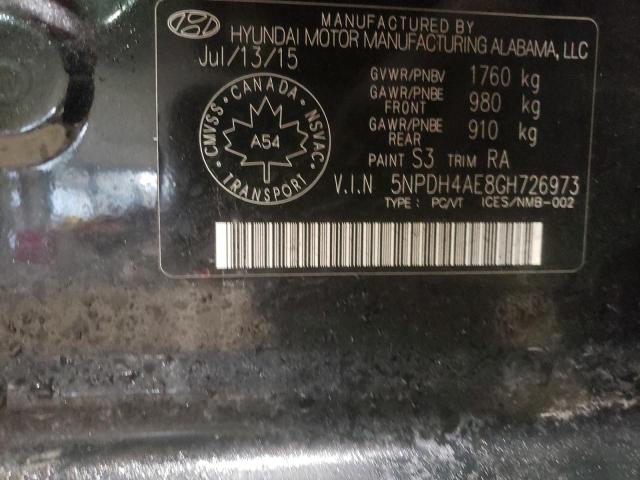 MANUFACTURED BY
HYUNDAI MOTOR MANUFACTURING ALABAMA, LLC
Jul/13/15
GVWR/PNBV 1760 kg
GAWR/PNBE FRONT 980 kg
GAWR/PNBE REAR 910 kg
PAINT S3 TRIM RA
CMVSS · CANADA · NSVAC
A54
TRANSPORT
V.I.N 5NPDH4AE8GH726973
TYPE : PC/VT ICES/NMB-002